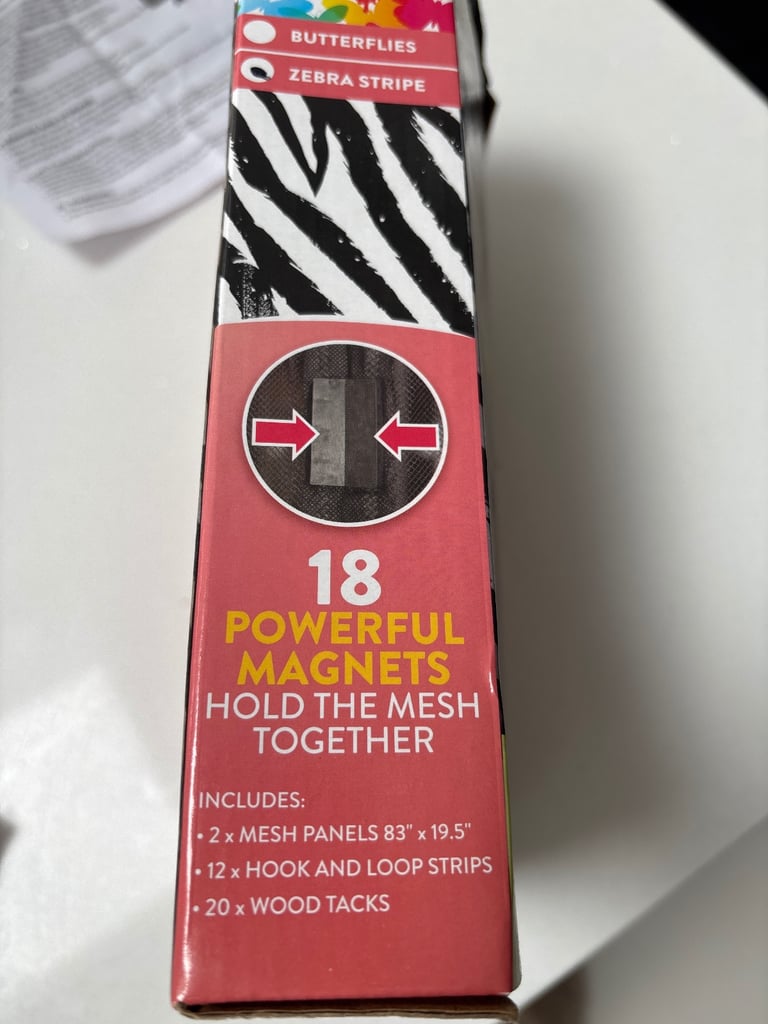 BUTTERFLIES
ZEBRA STRIPE
18
POWERFUL
MAGNETS
HOLD THE MESH
TOGETHER
INCLUDES:
• 2 x MESH PANELS 83" x 19.5"
• 12 x HOOK AND LOOP STRIPS
• 20 x WOOD TACKS